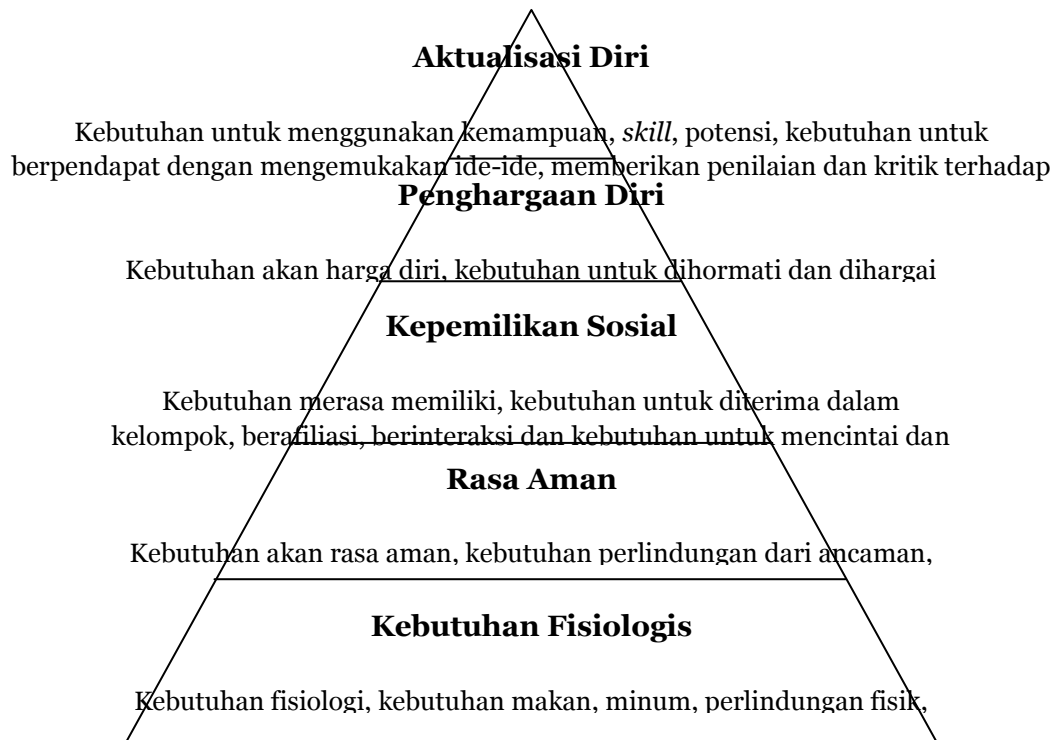 Aktualisasi Diri
Kebutuhan untuk menggunakan kemampuan, skill, potensi, kebutuhan untuk
berpendapat dengan mengemukakan ide-ide, memberikan penilaian dan kritik terhadap
Penghargaan Diri
Kebutuhan akan harga diri, kebutuhan untuk dihormati dan dihargai
Kepemilikan Sosial
Kebutuhan merasa memiliki, kebutuhan untuk diterima dalam
kelompok, berafiliasi, berinteraksi dan kebutuhan untuk mencintai dan
Rasa Aman
Kebutuhan akan rasa aman, kebutuhan perlindungan dari ancaman,
Kebutuhan Fisiologis
Kebutuhan fisiologi, kebutuhan makan, minum, perlindungan fisik,